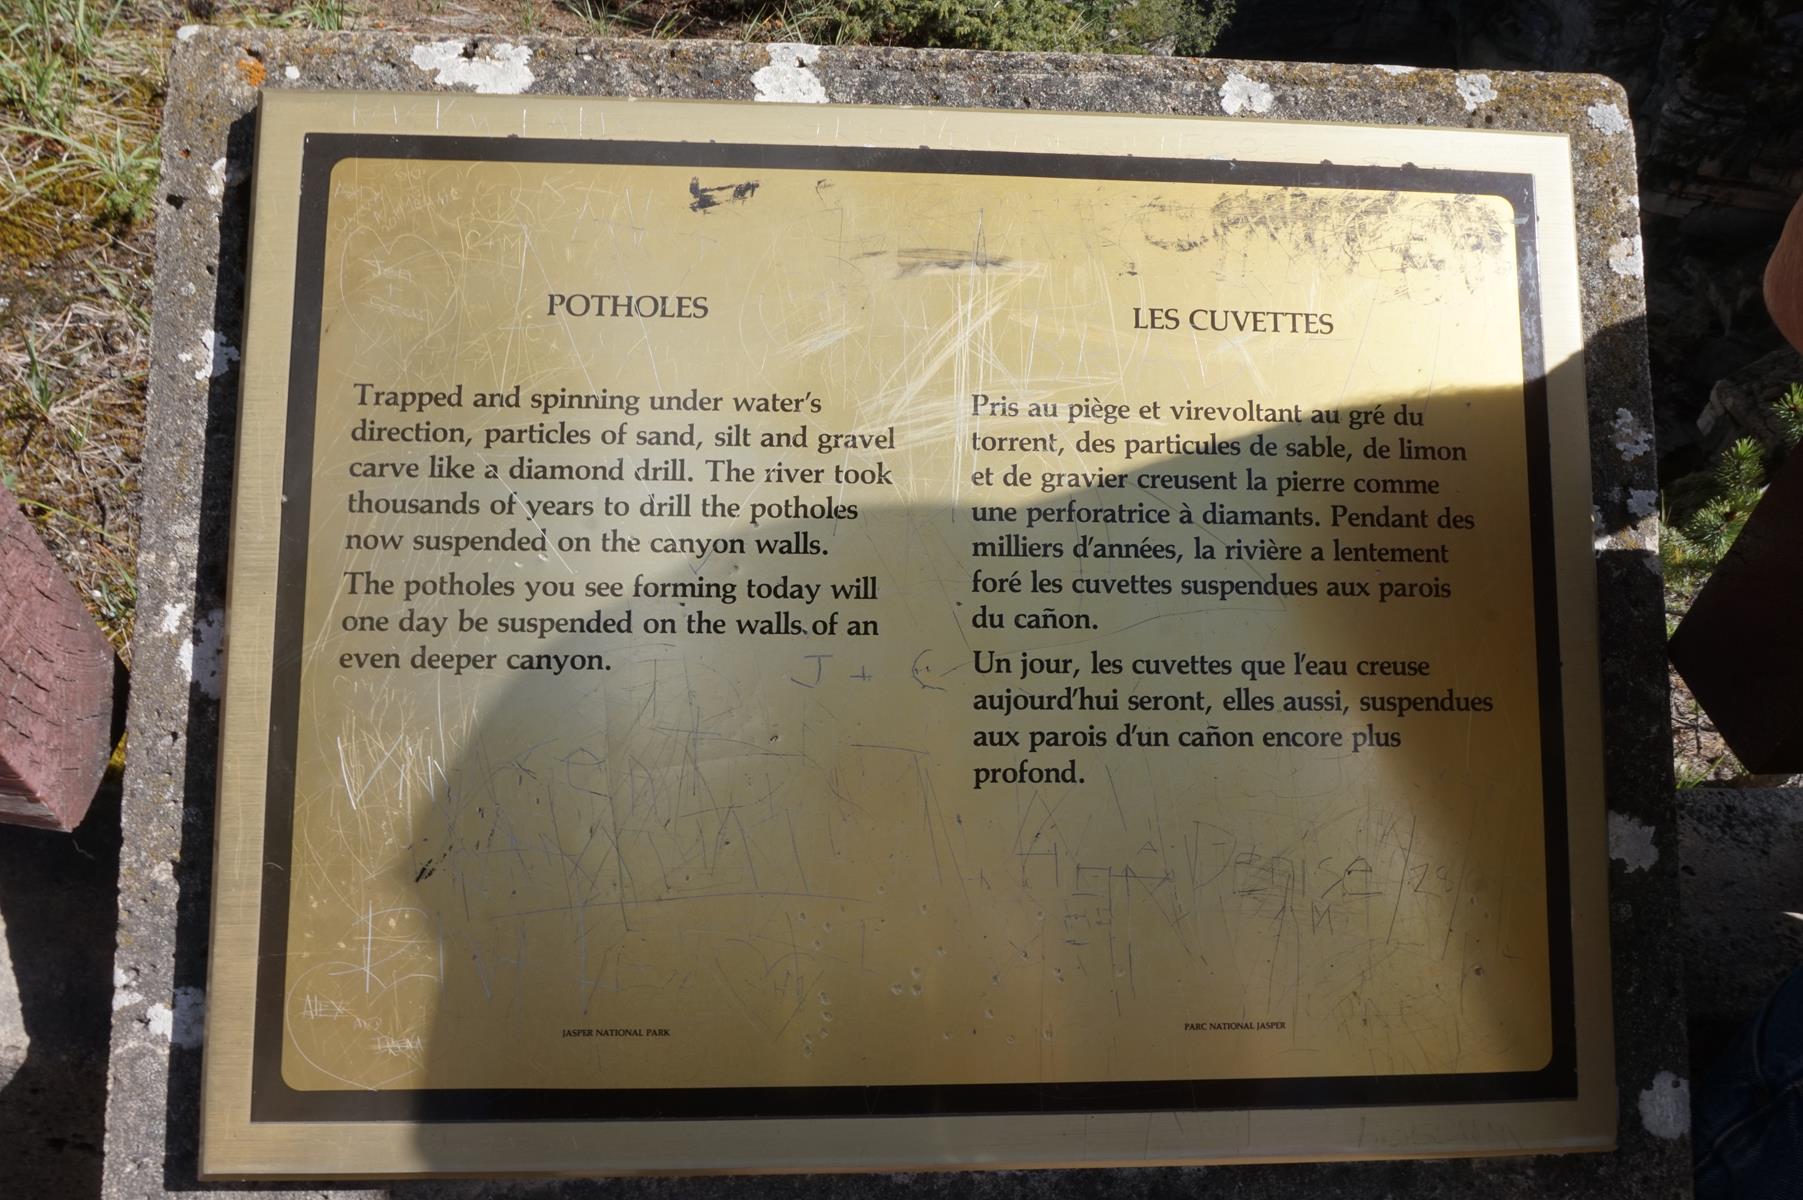 POTHOLES
Trapped and spinning under water's
direction, particles of sand, silt and gravel
carve like a diamond drill. The river took
thousands of years to drill the potholes
now suspended on the canyon walls.
The potholes you see forming today will
one day be suspended on the walls of an
even deeper canyon.
JASPER NATIONAL PARK
LES CUVETTES
Pris au piège et virevoltant au gré du
torrent, des particules de sable, de limon
et de gravier creusent la pierre comme
une perforatrice à diamants. Pendant des
milliers d'années, la rivière a lentement
foré les cuvettes suspendues aux parois
du cañon.
Un jour, les cuvettes que l'eau creuse
aujourd'hui seront, elles aussi, suspendues
aux parois d'un cañon encore plus
profond.
PARC NATIONAL JASPER
J + C
Denise
ALEX